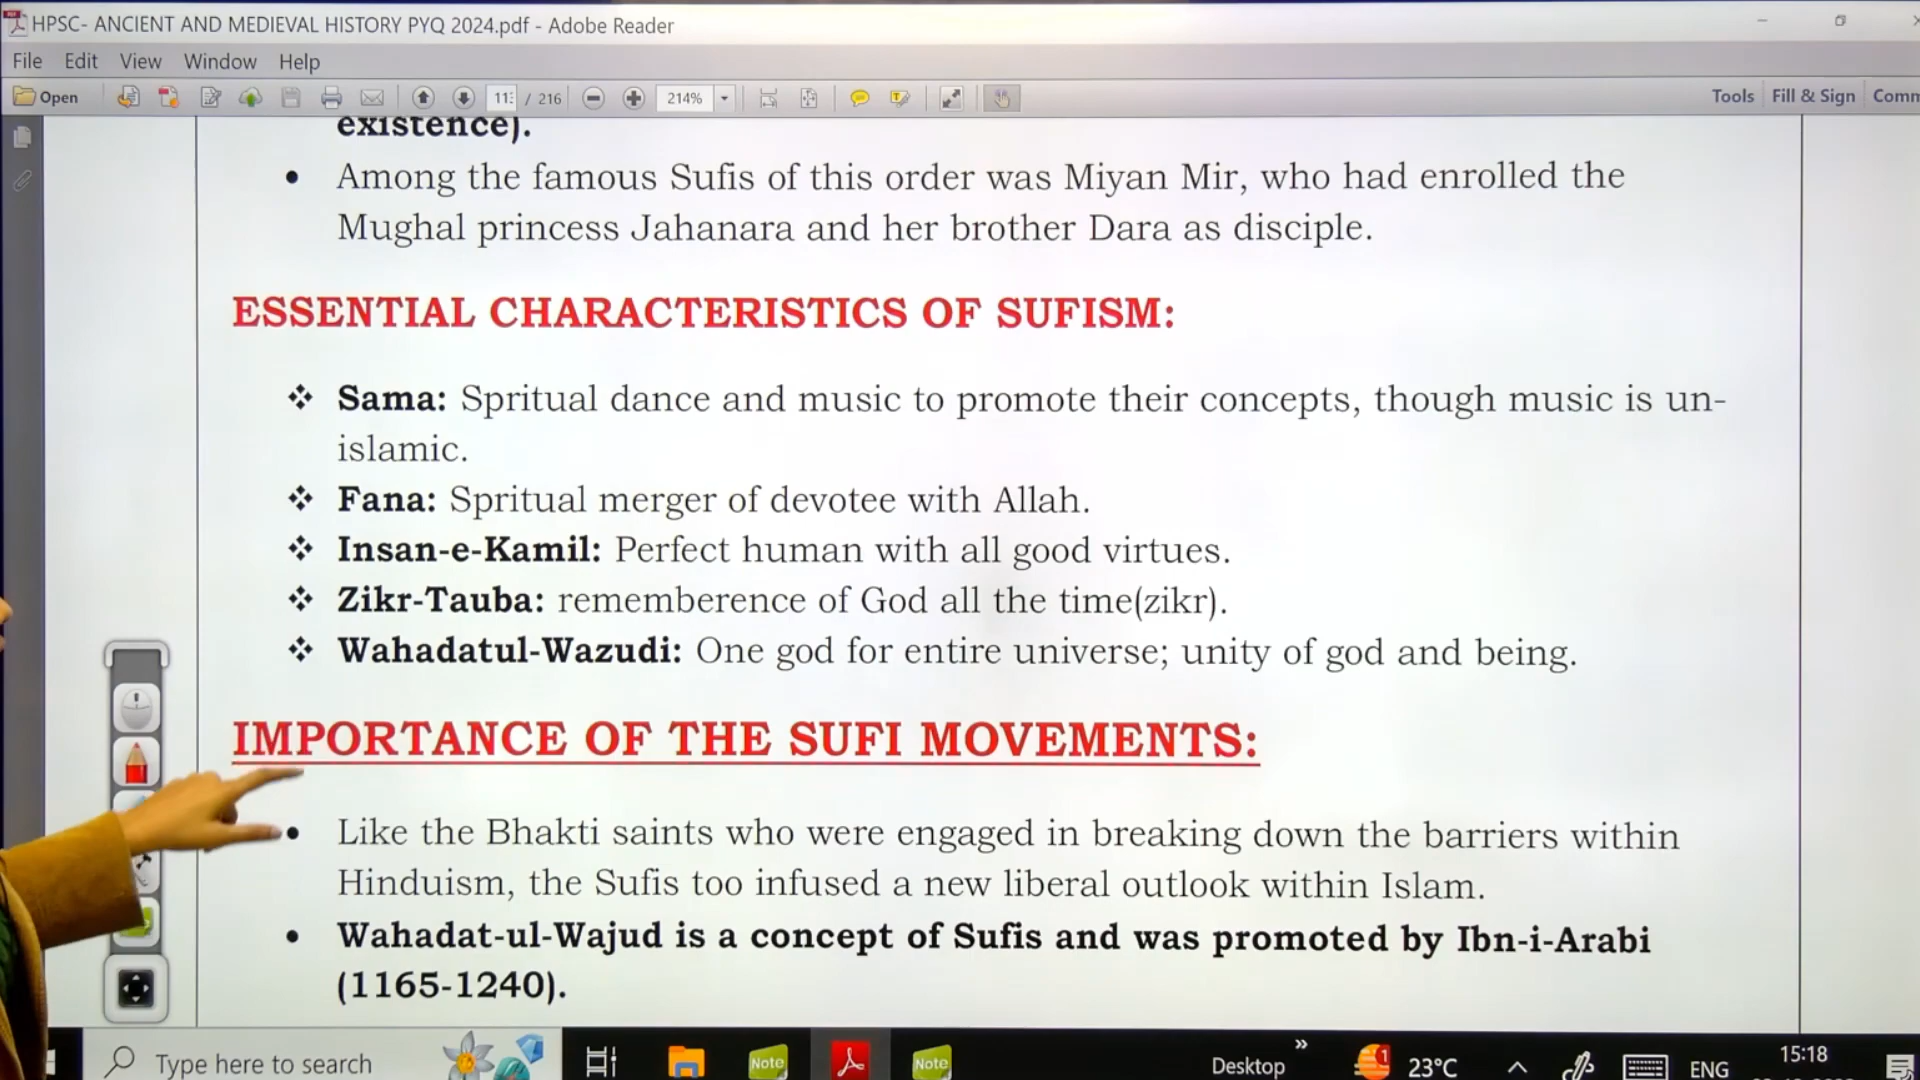 HPSC- ANCIENT AND MEDIEVAL HISTORY PYQ 2024.pdf - Adobe Reader
File Edit View Window Help
Open / 216 214% Tools Fill & Sign
existence).
• Among the famous Sufis of this order was Miyan Mir, who had enrolled the
Mughal princess Jahanara and her brother Dara as disciple.
ESSENTIAL CHARACTERISTICS OF SUFISM:
❖ Sama: Spritual dance and music to promote their concepts, though music is un-
islamic.
❖ Fana: Spritual merger of devotee with Allah.
❖ Insan-e-Kamil: Perfect human with all good virtues.
❖ Zikr-Tauba: rememberence of God all the time(zikr).
❖ Wahadatul-Wazudi: One god for entire universe; unity of god and being.
IMPORTANCE OF THE SUFI MOVEMENTS:
• Like the Bhakti saints who were engaged in breaking down the barriers within
Hinduism, the Sufis too infused a new liberal outlook within Islam.
• Wahadat-ul-Wajud is a concept of Sufis and was promoted by Ibn-i-Arabi
(1165-1240).
Type here to search Note Note Desktop » 1 23°C ENG 15:18